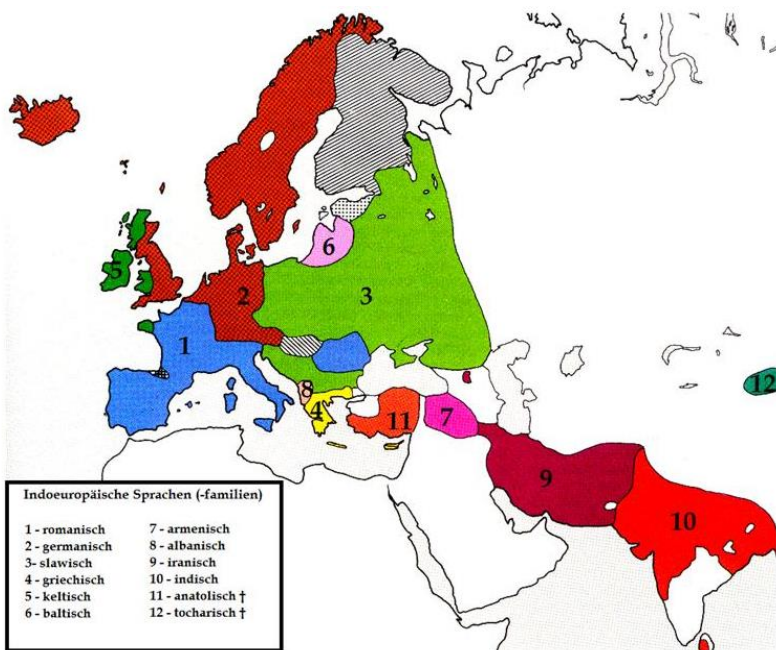 6
5
3
2
1
12
8
4
11
7
9
10
Indoeuropäische Sprachen (-familien)
1 - romanisch
2 - germanisch
3- slawisch
4 - griechisch
5 - keltisch
6 - baltisch
7 - armenisch
8 - albanisch
9 - iranisch
10 - indisch
11 - anatolisch †
12 - tocharisch †